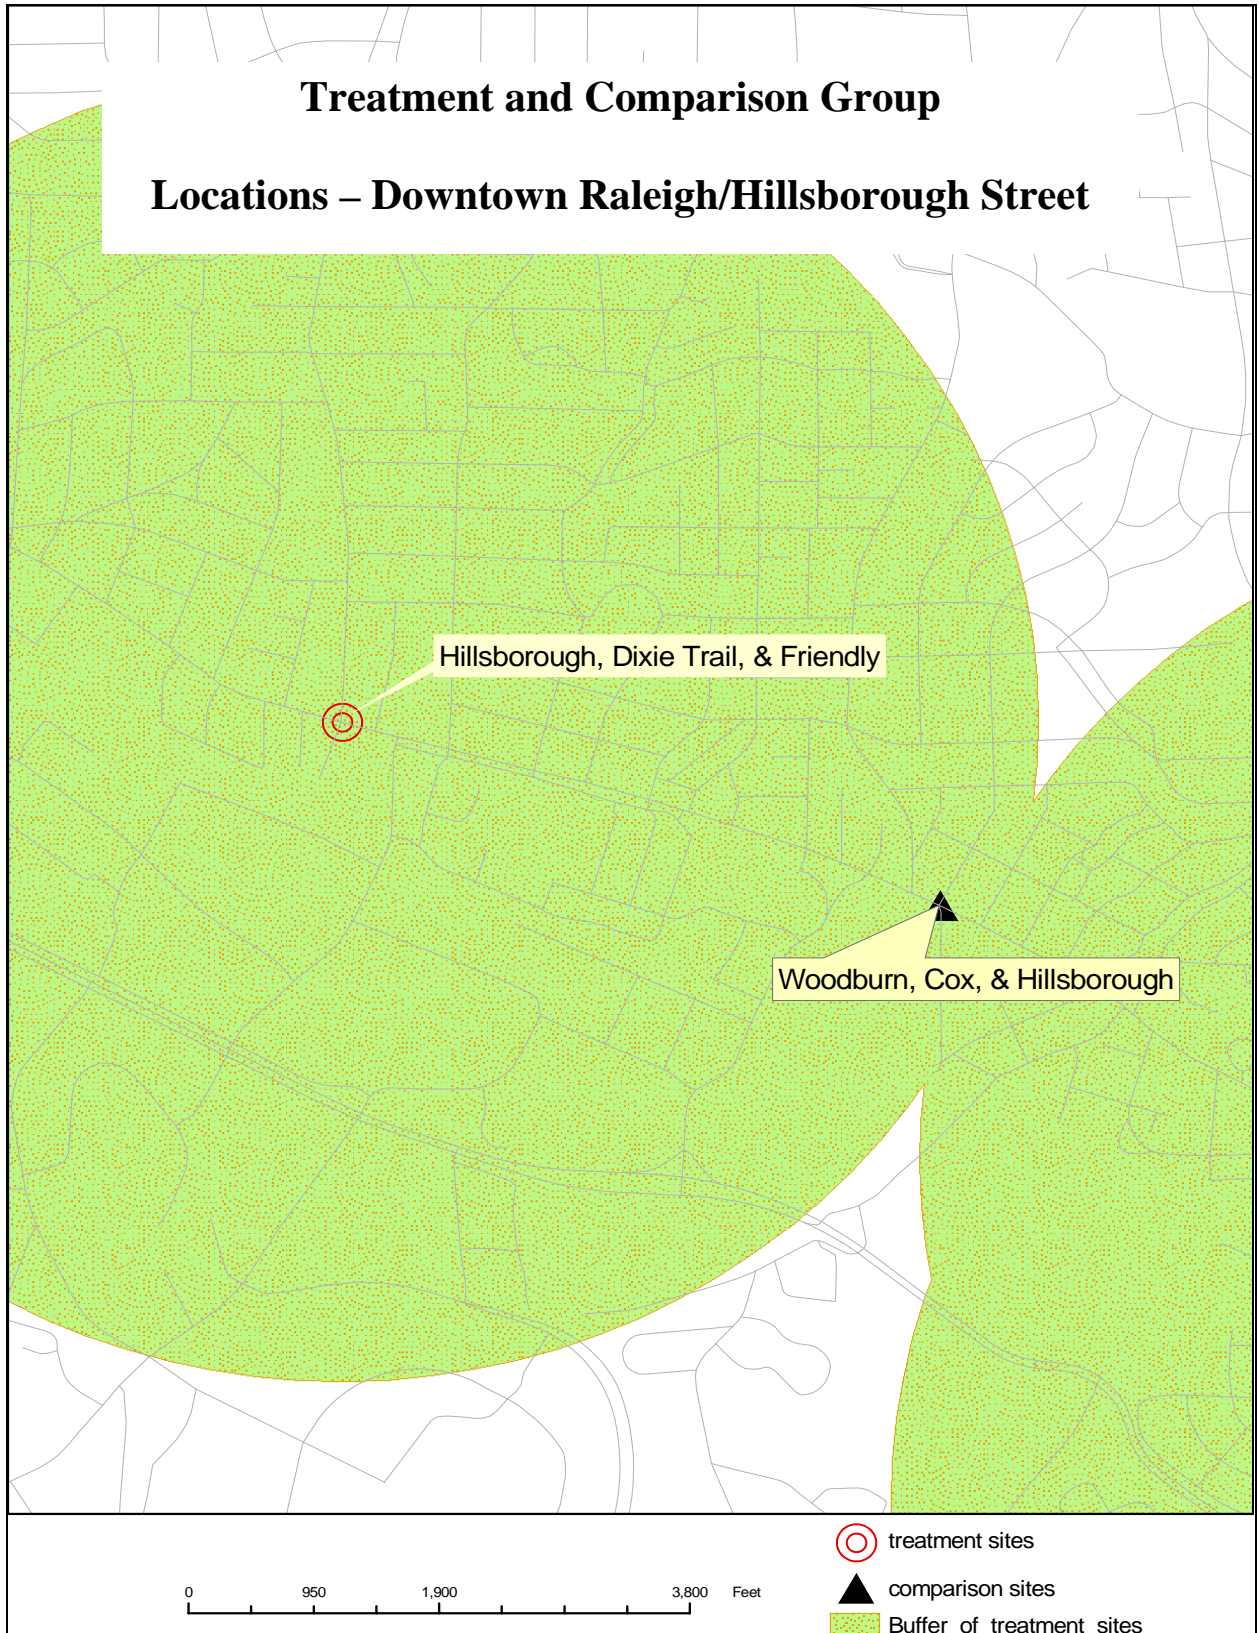 Treatment and Comparison Group
Locations – Downtown Raleigh/Hillsborough Street
Hillsborough, Dixie Trail, & Friendly
Woodburn, Cox, & Hillsborough
0 950 1,900 3,800 Feet
treatment sites
comparison sites
Buffer of treatment sites